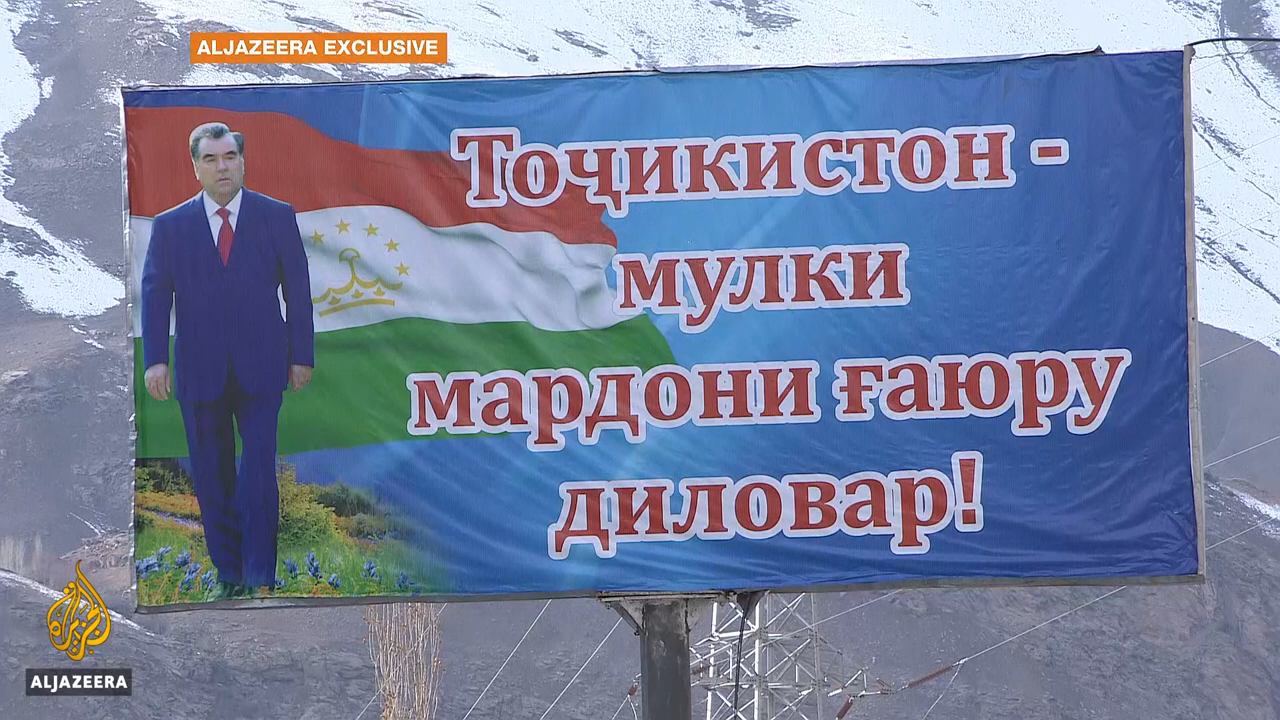 ALJAZEERA EXCLUSIVE
Тоҷикистон -
мулки
мардони ғаюру
диловар!
ALJAZEERA